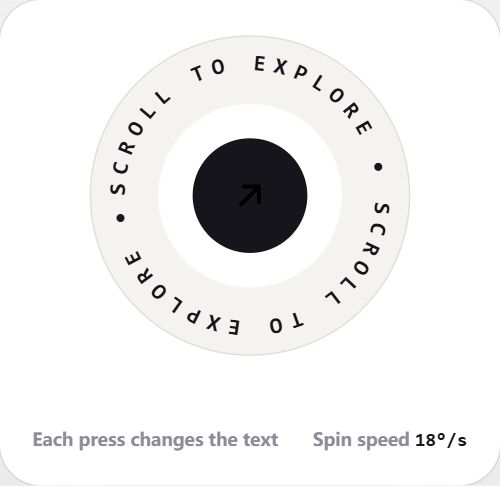 SCROLL TO EXPLORE • SCROLL TO EXPLORE •
Each press changes the text
Spin speed 18°/s